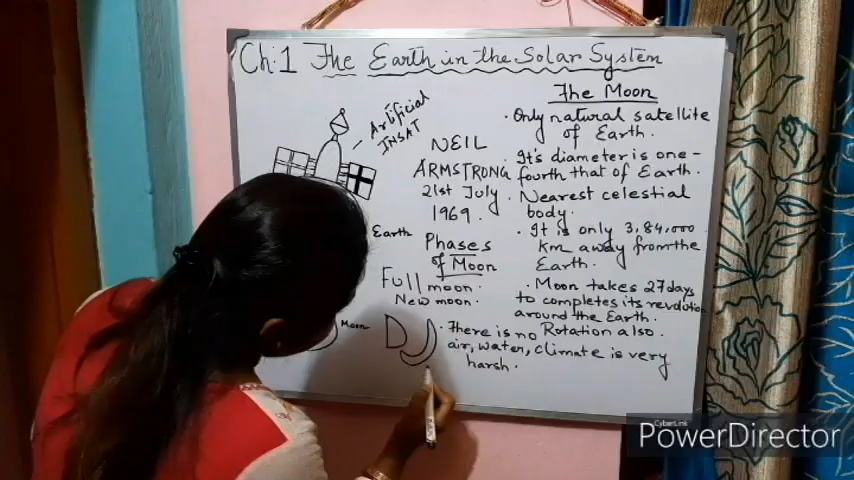 Ch:1 The Earth in the Solar System
Artificial
INSAT
NEIL
ARMSTRONG
21st July
1969.
Earth
Phases
of Moon
Full moon.
New moon.
Moon
The Moon
· Only natural satellite
of Earth.
· It's diameter is one-
fourth that of Earth.
· Nearest celestial
body.
· It is only 3,84,000
km away from the
Earth.
· Moon takes 27 days
to completes its revolution
around the Earth.
Rotation also.
· There is no
air, water, climate is very
harsh.
CyberLink
PowerDirector